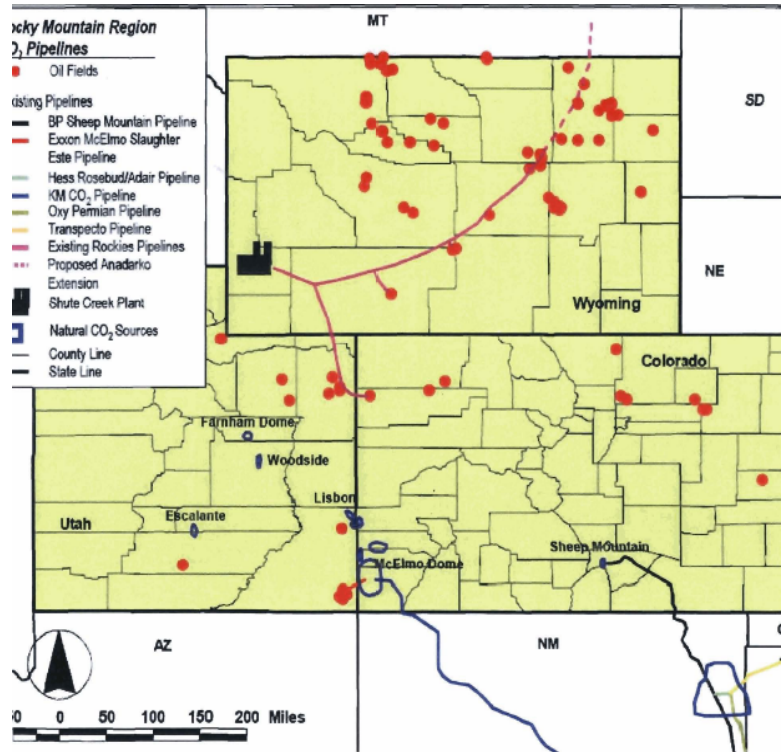 ocky Mountain Region
O₂ Pipelines
Oil Fields
xisting Pipelines
BP Sheep Mountain Pipeline
Exxon McElmo Slaughter
Este Pipeline
Hess Rosebud/Adair Pipeline
KM CO₂ Pipeline
Oxy Permian Pipeline
Transpecto Pipeline
Existing Rockies Pipelines
Proposed Anadarko
Extension
Shute Creek Plant
Natural CO₂ Sources
County Line
State Line
MT
SD
NE
Wyoming
Colorado
Farnham Dome
Woodside
Lisbon
Escalante
Utah
Sheep Mountain
McElmo Dome
AZ
NM
50 0 50 100 150 200 Miles